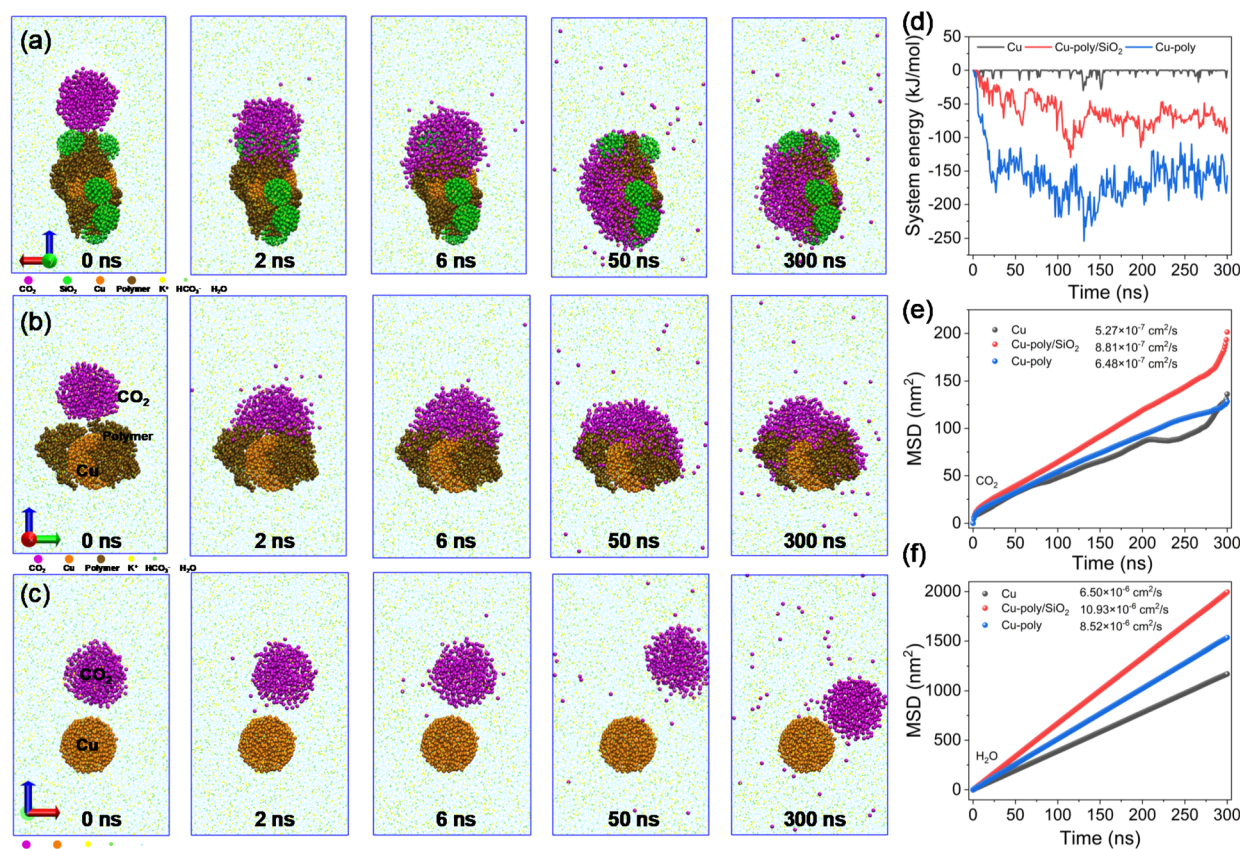 (a)
0 ns
2 ns
6 ns
50 ns
300 ns
CO₂ SiO₂ Cu Polymer K⁺ HCO₃⁻ H₂O
(b)
CO₂
Polymer
Cu
0 ns
2 ns
6 ns
50 ns
300 ns
CO₂ Cu Polymer K⁺ HCO₃⁻ H₂O
(c)
CO₂
Cu
0 ns
2 ns
6 ns
50 ns
300 ns
(d)
System energy (kJ/mol)
Cu Cu-poly/SiO₂ Cu-poly
50
0
-50
-100
-150
-200
-250
0 50 100 150 200 250 300
Time (ns)
(e)
MSD (nm²)
200
150
100
50
0
Cu 5.27×10⁻⁷ cm²/s
Cu-poly/SiO₂ 8.81×10⁻⁷ cm²/s
Cu-poly 6.48×10⁻⁷ cm²/s
CO₂
0 50 100 150 200 250 300
Time (ns)
(f)
MSD (nm²)
2000
1500
1000
500
0
Cu 6.50×10⁻⁶ cm²/s
Cu-poly/SiO₂ 10.93×10⁻⁶ cm²/s
Cu-poly 8.52×10⁻⁶ cm²/s
H₂O
0 50 100 150 200 250 300
Time (ns)